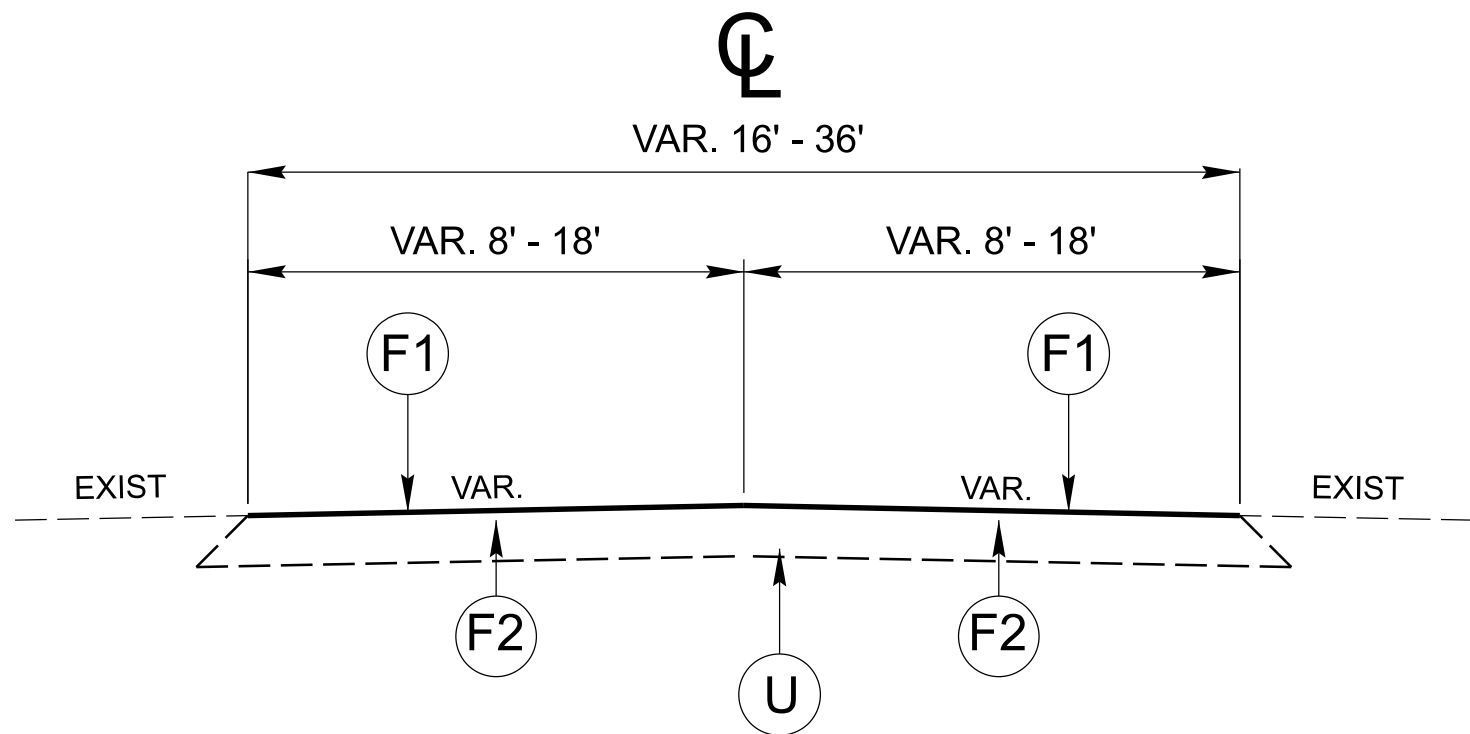 ℄
VAR. 16' - 36'
VAR. 8' - 18' VAR. 8' - 18'
F1 F1
EXIST VAR. VAR. EXIST
F2 F2
U